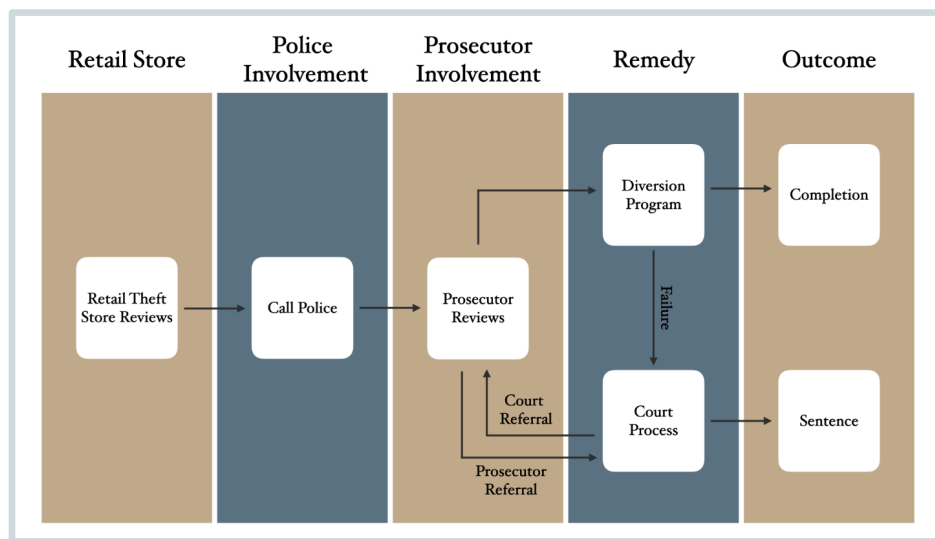 Retail Store
Police
Involvement
Prosecutor
Involvement
Remedy
Outcome
Retail Theft
Store Reviews
Call Police
Prosecutor
Reviews
Diversion
Program
Completion
Failure
Court
Referral
Prosecutor
Referral
Court
Process
Sentence